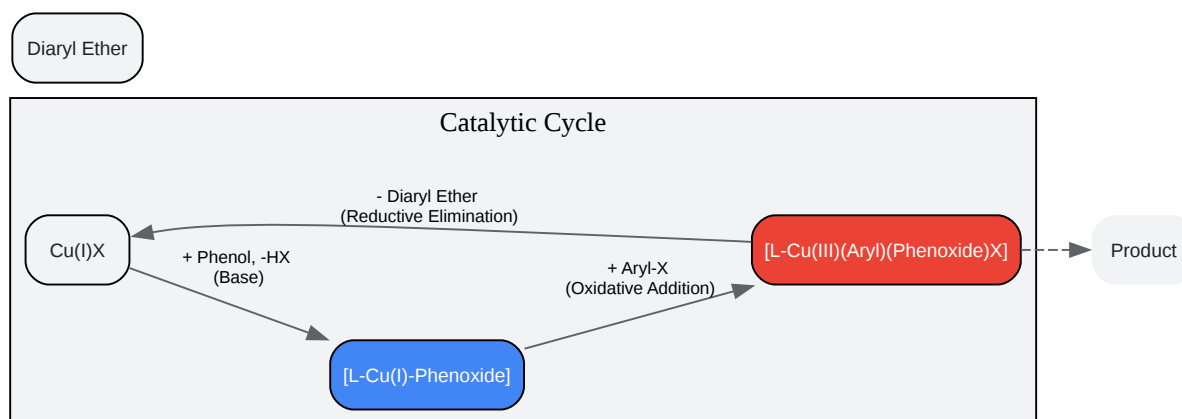 Diaryl Ether
Catalytic Cycle
- Diaryl Ether
(Reductive Elimination)
Cu(I)X
+ Phenol, -HX
(Base)
+ Aryl-X
(Oxidative Addition)
[L-Cu(III)(Aryl)(Phenoxide)X]
Product
[L-Cu(I)-Phenoxide]